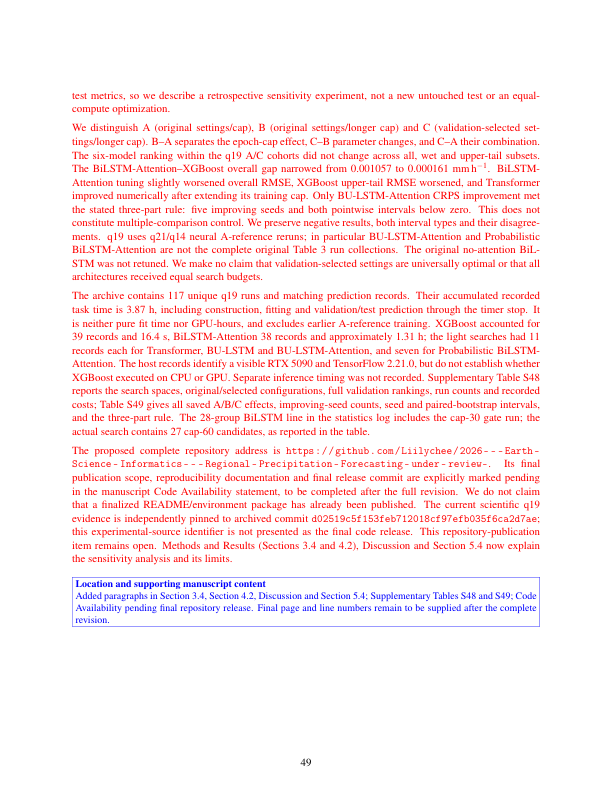 test metrics, so we describe a retrospective sensitivity experiment, not a new untouched test or an equal-
compute optimization.
We distinguish A (original settings/cap), B (original settings/longer cap) and C (validation-selected set-
tings/longer cap). B–A separates the epoch-cap effect, C–B parameter changes, and C–A their combination.
The six-model ranking within the q19 A/C cohorts did not change across all, wet and upper-tail subsets.
The BiLSTM-Attention–XGBoost overall gap narrowed from 0.001057 to 0.000161 mm h⁻¹. BiLSTM-
Attention tuning slightly worsened overall RMSE, XGBoost upper-tail RMSE worsened, and Transformer
improved numerically after extending its training cap. Only BU-LSTM-Attention CRPS improvement met
the stated three-part rule: five improving seeds and both pointwise intervals below zero. This does not
constitute multiple-comparison control. We preserve negative results, both interval types and their disagree-
ments. q19 uses q21/q14 neural A-reference reruns; in particular BU-LSTM-Attention and Probabilistic
BiLSTM-Attention are not the complete original Table 3 run collections. The original no-attention BiL-
STM was not retuned. We make no claim that validation-selected settings are universally optimal or that all
architectures received equal search budgets.
The archive contains 117 unique q19 runs and matching prediction records. Their accumulated recorded
task time is 3.87 h, including construction, fitting and validation/test prediction through the timer stop. It
is neither pure fit time nor GPU-hours, and excludes earlier A-reference training. XGBoost accounted for
39 records and 16.4 s, BiLSTM-Attention 38 records and approximately 1.31 h; the light searches had 11
records each for Transformer, BU-LSTM and BU-LSTM-Attention, and seven for Probabilistic BiLSTM-
Attention. The host records identify a visible RTX 5090 and TensorFlow 2.21.0, but do not establish whether
XGBoost executed on CPU or GPU. Separate inference timing was not recorded. Supplementary Table S48
reports the search spaces, original/selected configurations, full validation rankings, run counts and recorded
costs; Table S49 gives all saved A/B/C effects, improving-seed counts, seed and paired-bootstrap intervals,
and the three-part rule. The 28-group BiLSTM line in the statistics log includes the cap-30 gate run; the
actual search contains 27 cap-60 candidates, as reported in the table.
The proposed complete repository address is https://github.com/Liilychee/2026---Earth-
Science-Informatics---Regional-Precipitation-Forecasting-under-review-. Its final
publication scope, reproducibility documentation and final release commit are explicitly marked pending
in the manuscript Code Availability statement, to be completed after the full revision. We do not claim
that a finalized README/environment package has already been published. The current scientific q19
evidence is independently pinned to archived commit d02519c5f153feb712018cf97efb035f6ca2d7ae;
this experimental-source identifier is not presented as the final code release. This repository-publication
item remains open. Methods and Results (Sections 3.4 and 4.2), Discussion and Section 5.4 now explain
the sensitivity analysis and its limits.
Location and supporting manuscript content
Added paragraphs in Section 3.4, Section 4.2, Discussion and Section 5.4; Supplementary Tables S48 and S49; Code
Availability pending final repository release. Final page and line numbers remain to be supplied after the complete
revision.
49